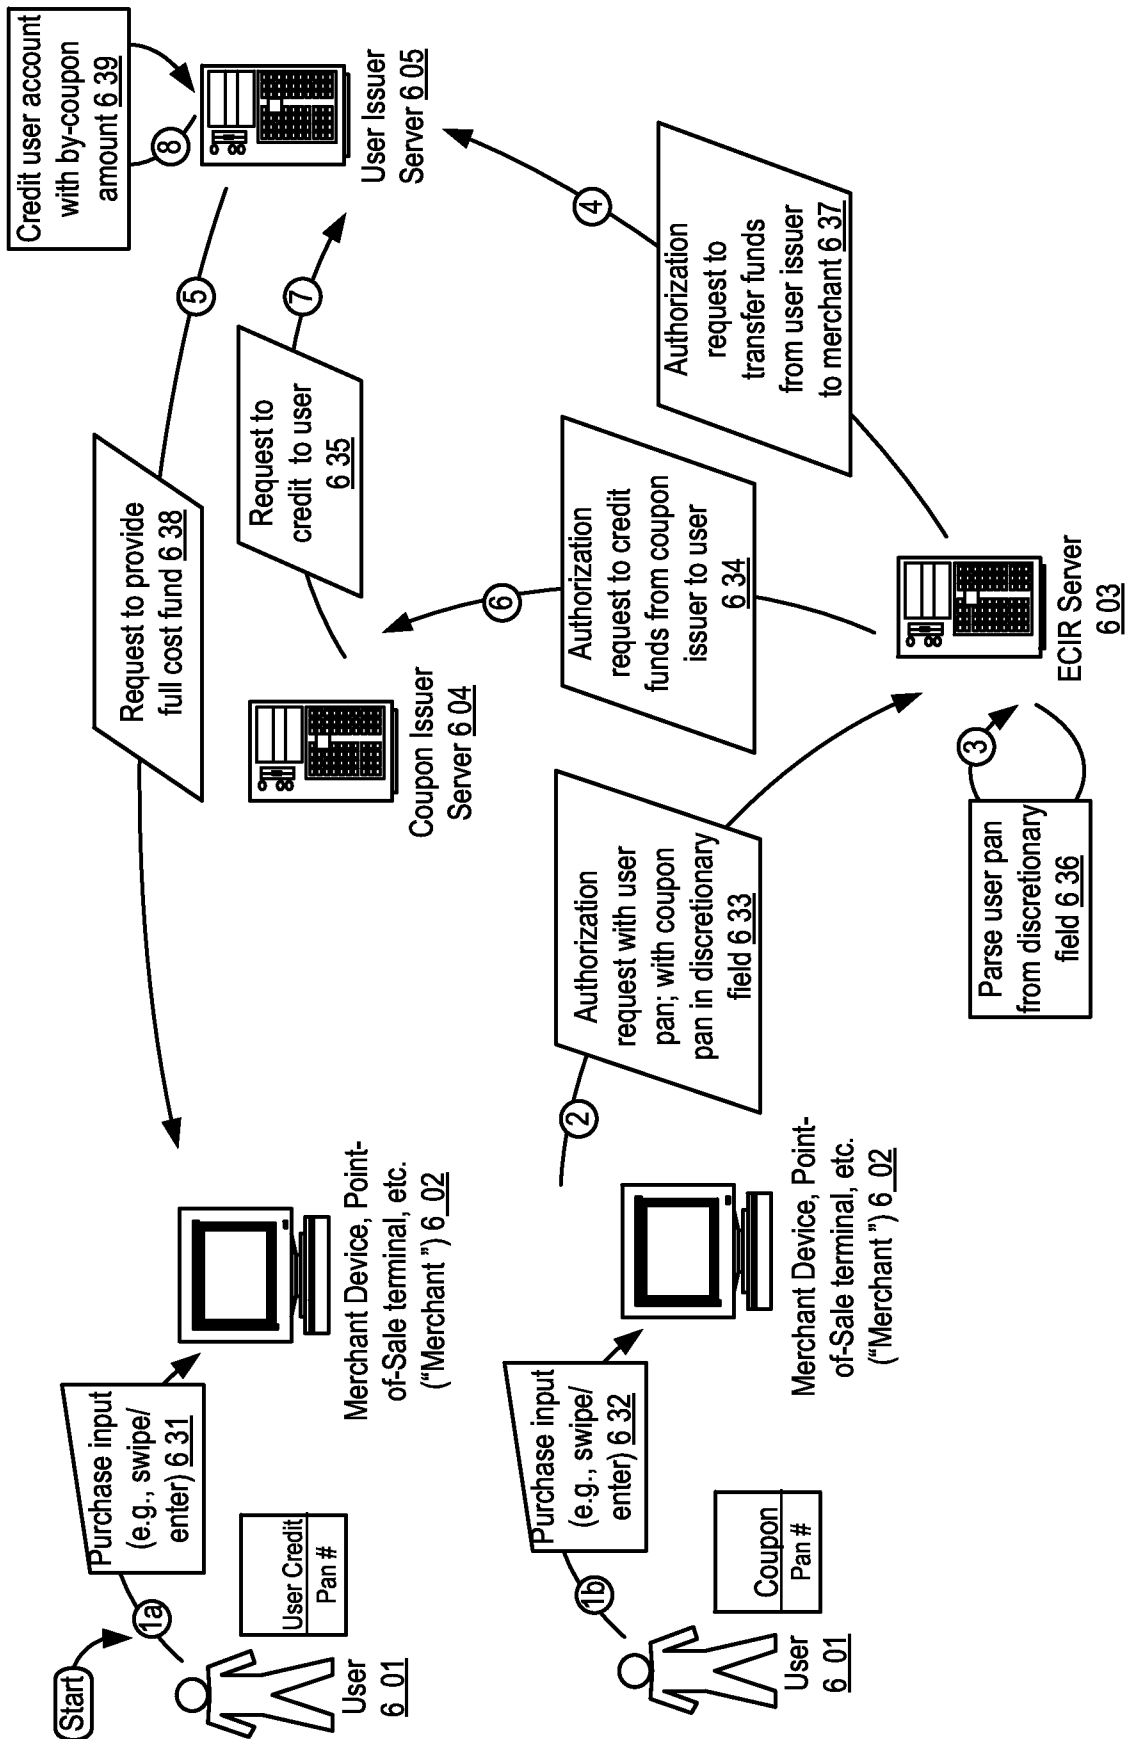 Start
1a
Purchase input
(e.g., swipe/
enter) 6 31
User Credit
Pan #
User
6 01
Merchant Device, Point-
of-Sale terminal, etc.
(“Merchant ”) 6_02
1b
Purchase input
(e.g., swipe/
enter) 6 32
Coupon
Pan #
User
6 01
Merchant Device, Point-
of-Sale terminal, etc.
(“Merchant ”) 6_02
2
Authorization
request with user
pan; with coupon
pan in discretionary
field 6 33
3
Parse user pan
from discretionary
field 6 36
ECIR Server
6 03
4
Authorization
request to
transfer funds
from user issuer
to merchant 6 37
User Issuer
Server 6 05
5
Request to provide
full cost fund 6 38
6
Authorization
request to credit
funds from coupon
issuer to user
6 34
Coupon Issuer
Server 6 04
7
Request to
credit to user
6 35
8
Credit user account
with by-coupon
amount 6 39